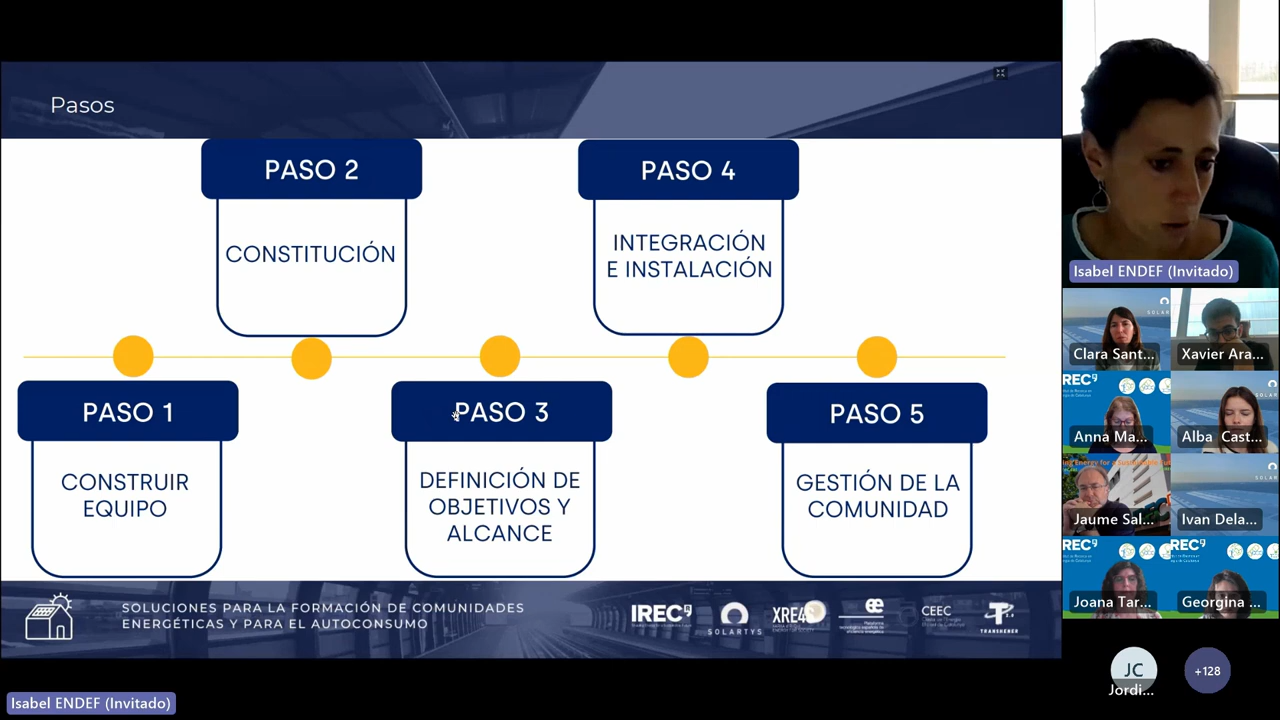 Pasos
PASO 2
CONSTITUCIÓN
PASO 4
INTEGRACIÓN
E INSTALACIÓN
PASO 1
CONSTRUIR
EQUIPO
PASO 3
DEFINICIÓN DE
OBJETIVOS Y
ALCANCE
PASO 5
GESTIÓN DE LA
COMUNIDAD
SOLUCIONES PARA LA FORMACIÓN DE COMUNIDADES
ENERGÉTICAS Y PARA EL AUTOCONSUMO
IREC
SOLARTYS
XRE4S
CEEC
TRANSHENER
Isabel ENDEF (Invitado)
Isabel ENDEF (Invitado)
Clara Sant...
Xavier Ara...
Anna Ma...
Alba Cast...
Jaume Sal...
Ivan Dela...
Joana Tar...
Georgina ...
JC
Jordi...
+128